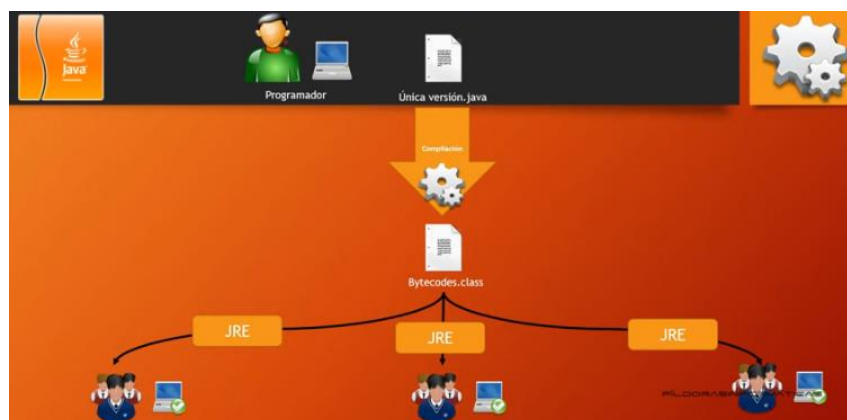 Java
Programador
Única versión.java
Compilación
Bytecodes.class
JRE
JRE
JRE